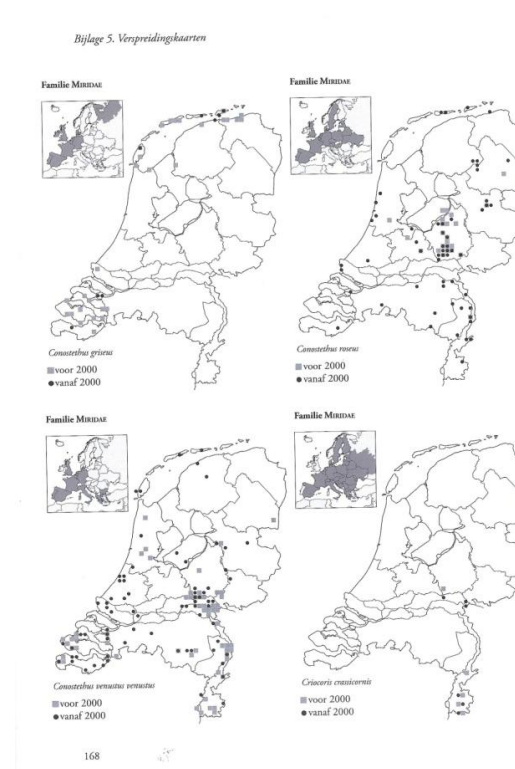 Bijlage 5. Verspreidingskaarten
Familie MIRIDAE
Conostethus griseus
voor 2000
vanaf 2000
Familie MIRIDAE
Conostethus roseus
voor 2000
vanaf 2000
Familie MIRIDAE
Conostethus venustus venustus
voor 2000
vanaf 2000
Familie MIRIDAE
Criocoris crassicornis
voor 2000
vanaf 2000
168